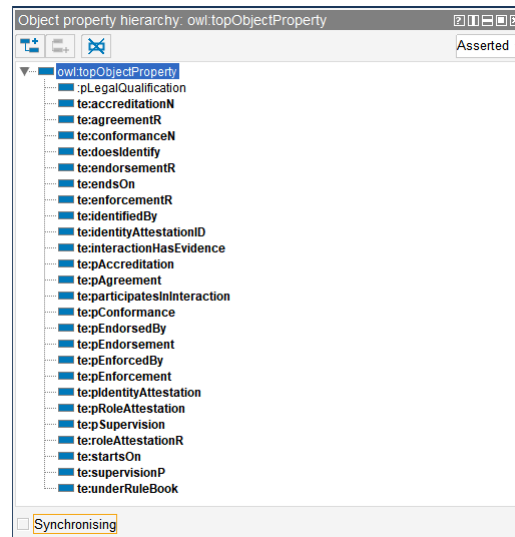 Object property hierarchy: owl:topObjectProperty
Asserted
owl:topObjectProperty
:pLegalQualification
te:accreditationN
te:agreementR
te:conformanceN
te:doesIdentify
te:endorsementR
te:endsOn
te:enforcementR
te:identifiedBy
te:identityAttestationID
te:interactionHasEvidence
te:pAccreditation
te:pAgreement
te:participatesInInteraction
te:pConformance
te:pEndorsedBy
te:pEndorsement
te:pEnforcedBy
te:pEnforcement
te:pIdentityAttestation
te:pRoleAttestation
te:pSupervision
te:roleAttestationR
te:startsOn
te:supervisionP
te:underRuleBook
Synchronising